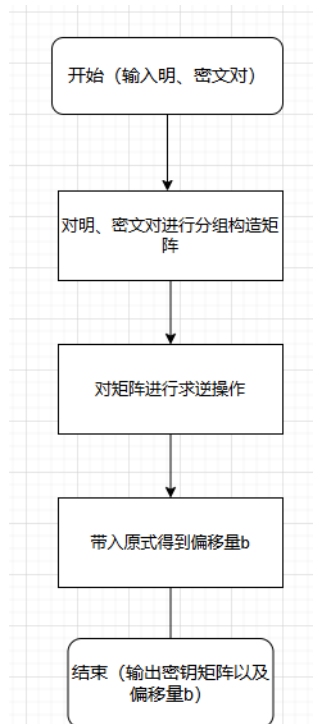 开始（输入明、密文对）
对明、密文对进行分组构造矩
阵
对矩阵进行求逆操作
带入原式得到偏移量b
结束（输出密钥矩阵以及
偏移量b）